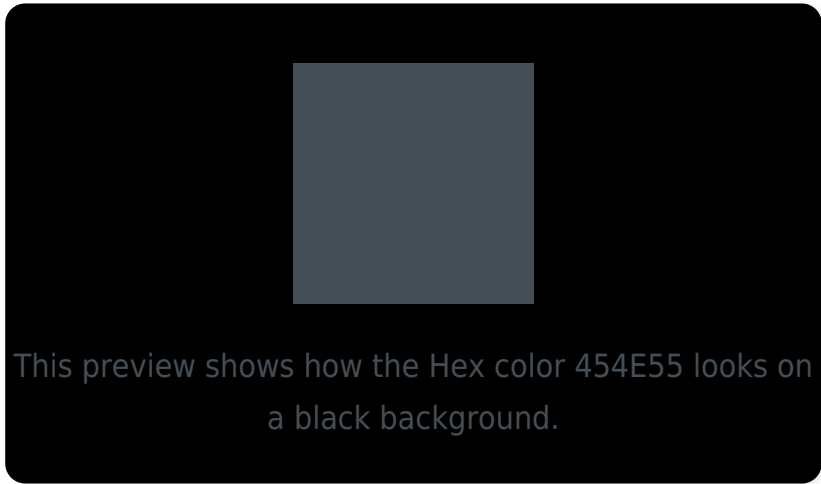 This preview shows how the Hex color 454E55 looks on
a black background.